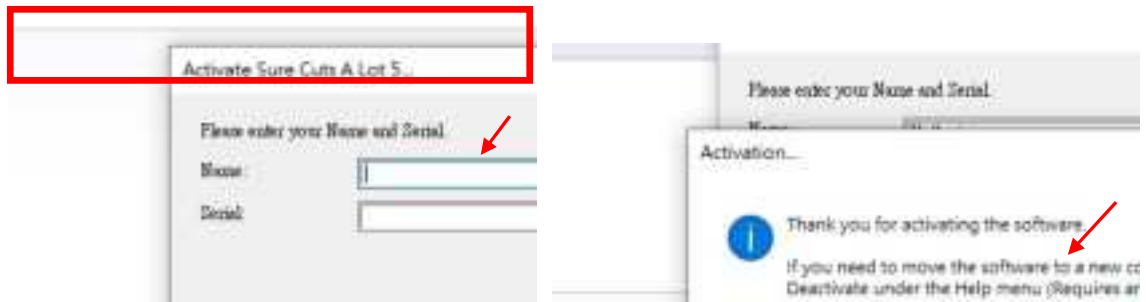 Activate Sure Cuts A Lot 5...
Please enter your Name and Serial.
Name:
Serial:
Please enter your Name and Serial.
Activation...
Thank you for activating the software.
If you need to move the software to a new co
Deactivate under the Help menu (Requires an